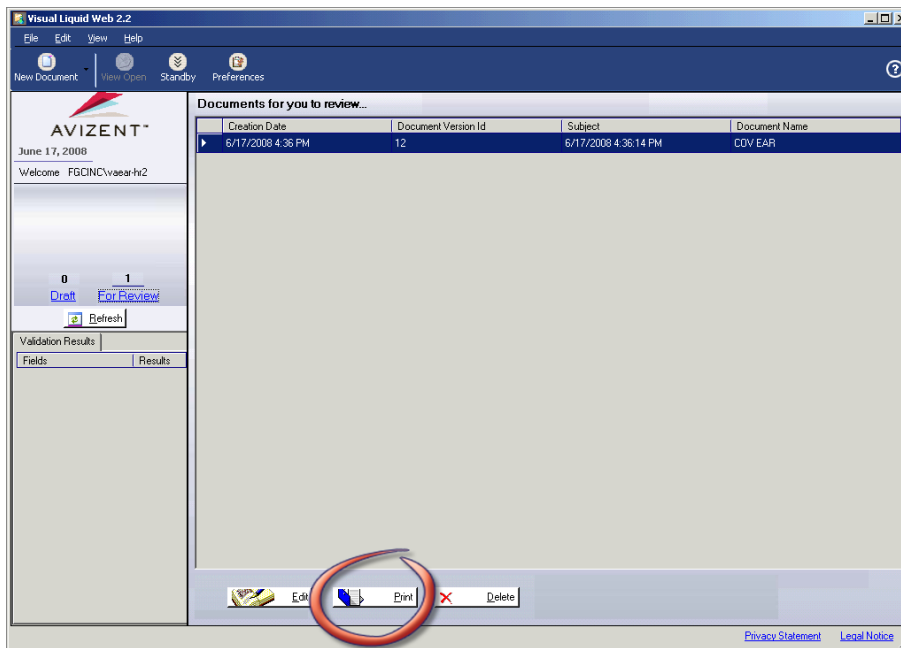 Visual Liquid Web 2.2
File Edit View Help
New Document View Open Standby Preferences
AVIZENT
June 17, 2008
Welcome FGCINC\vaear-hr2
0 1
Draft For Review
Refresh
Validation Results
Fields Results
Documents for you to review...
Creation Date Document Version Id Subject Document Name
6/17/2008 4:36 PM 12 6/17/2008 4:36:14 PM COV EAR
Edit Print Delete
Privacy Statement Legal Notice